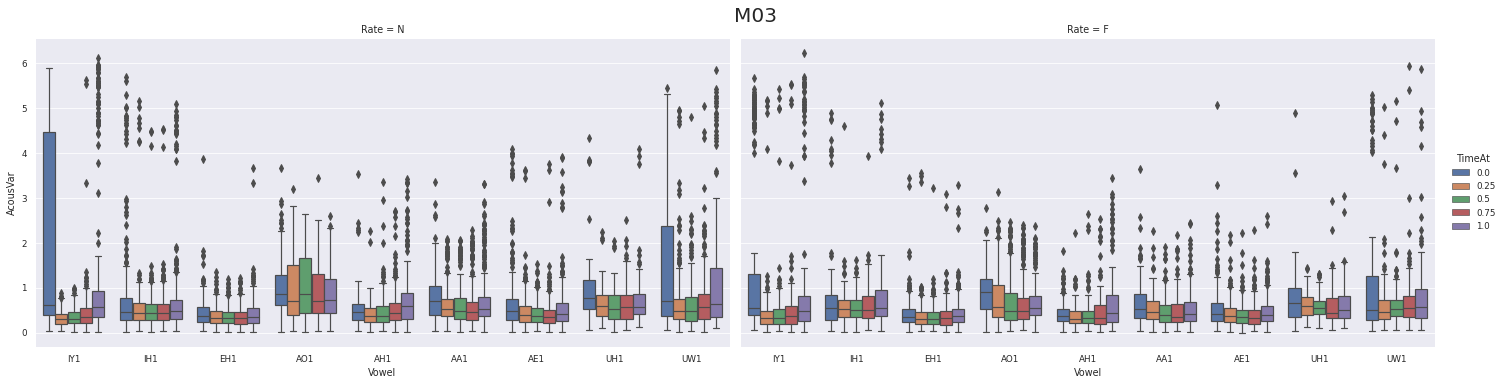 M03
Rate = N
Rate = F
AcousVar
6
5
4
3
2
1
0
IY1 IH1 EH1 AO1 AH1 AA1 AE1 UH1 UW1
Vowel
IY1 IH1 EH1 AO1 AH1 AA1 AE1 UH1 UW1
Vowel
TimeAt
0.0
0.25
0.5
0.75
1.0